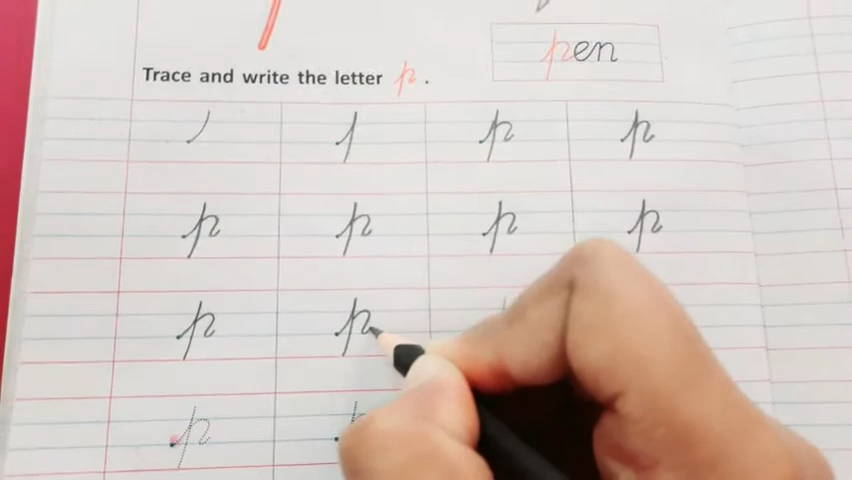 pen
Trace and write the letter p.
p p
p p p p
p p
p